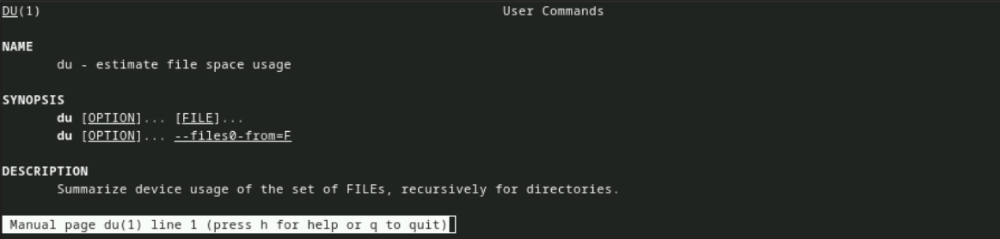 DU(1) User Commands
NAME
du - estimate file space usage
SYNOPSIS
du [OPTION]... [FILE]...
du [OPTION]... --files0-from=F
DESCRIPTION
Summarize device usage of the set of FILEs, recursively for directories.
Manual page du(1) line 1 (press h for help or q to quit)